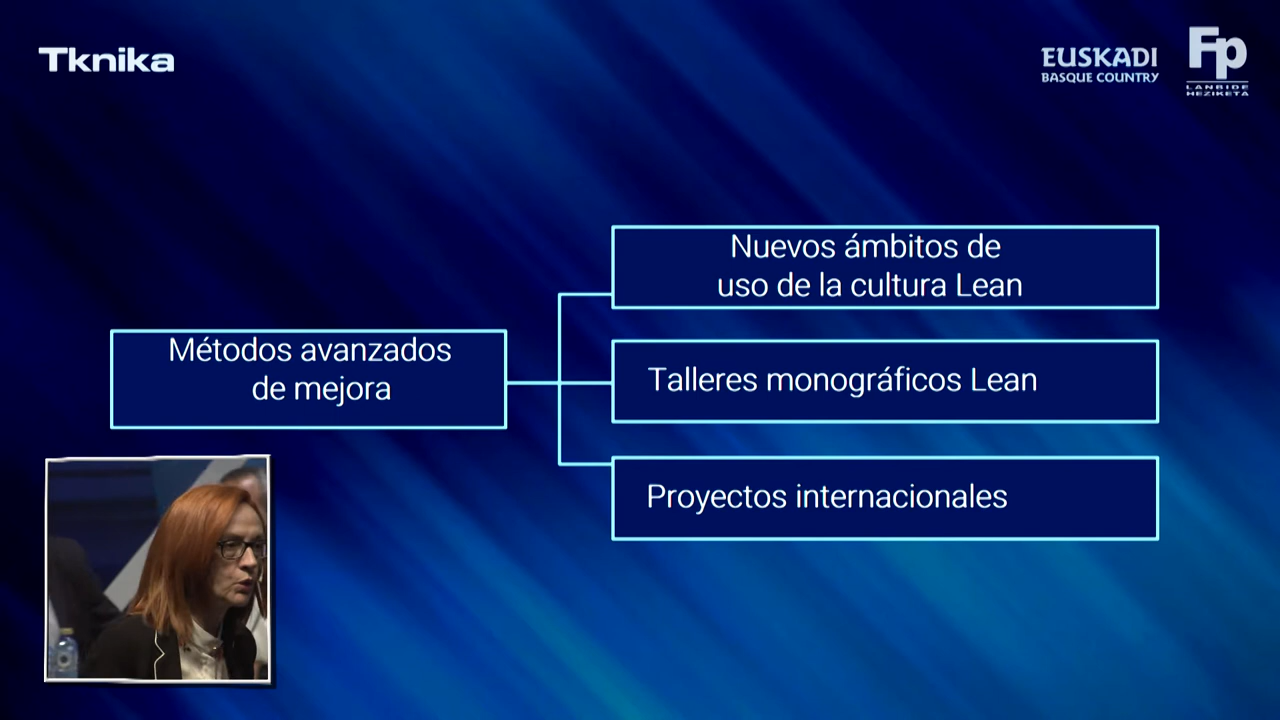 Tknika
EUSKADI
BASQUE COUNTRY
Fp
LANBIDE
HEZIKETA
Nuevos ámbitos de
uso de la cultura Lean
Métodos avanzados
de mejora
Talleres monográficos Lean
Proyectos internacionales